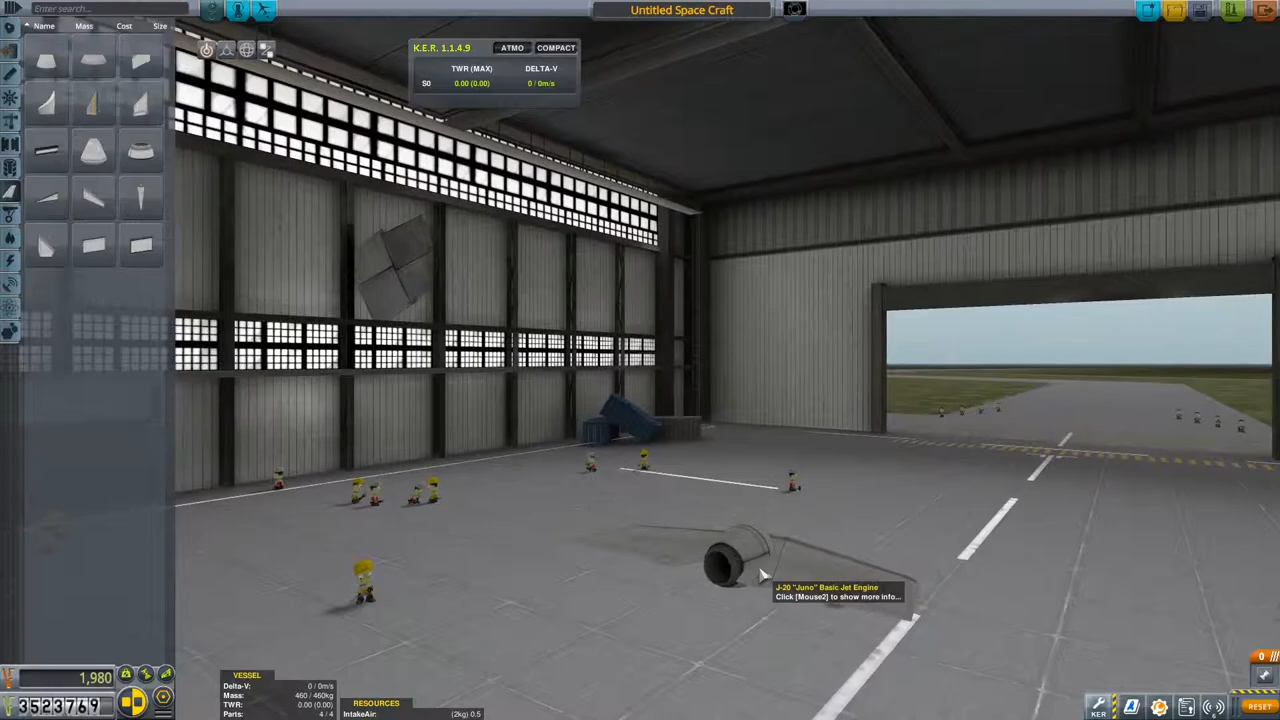 Enter search...
Untitled Space Craft
Name Mass Cost Size
K.E.R. 1.1.4.9 ATMO COMPACT
TWR (MAX) DELTA-V
S0 0.00 (0.00) 0 / 0m/s
J-20 "Juno" Basic Jet Engine
Click [Mouse2] to show more info...
0
1,980
3523769
VESSEL
Delta-V: 0 / 0m/s
Mass: 460 / 460kg
TWR: 0.00 (0.00)
Parts: 4 / 4
RESOURCES
IntakeAir: (2kg) 0.5
KER
RESET